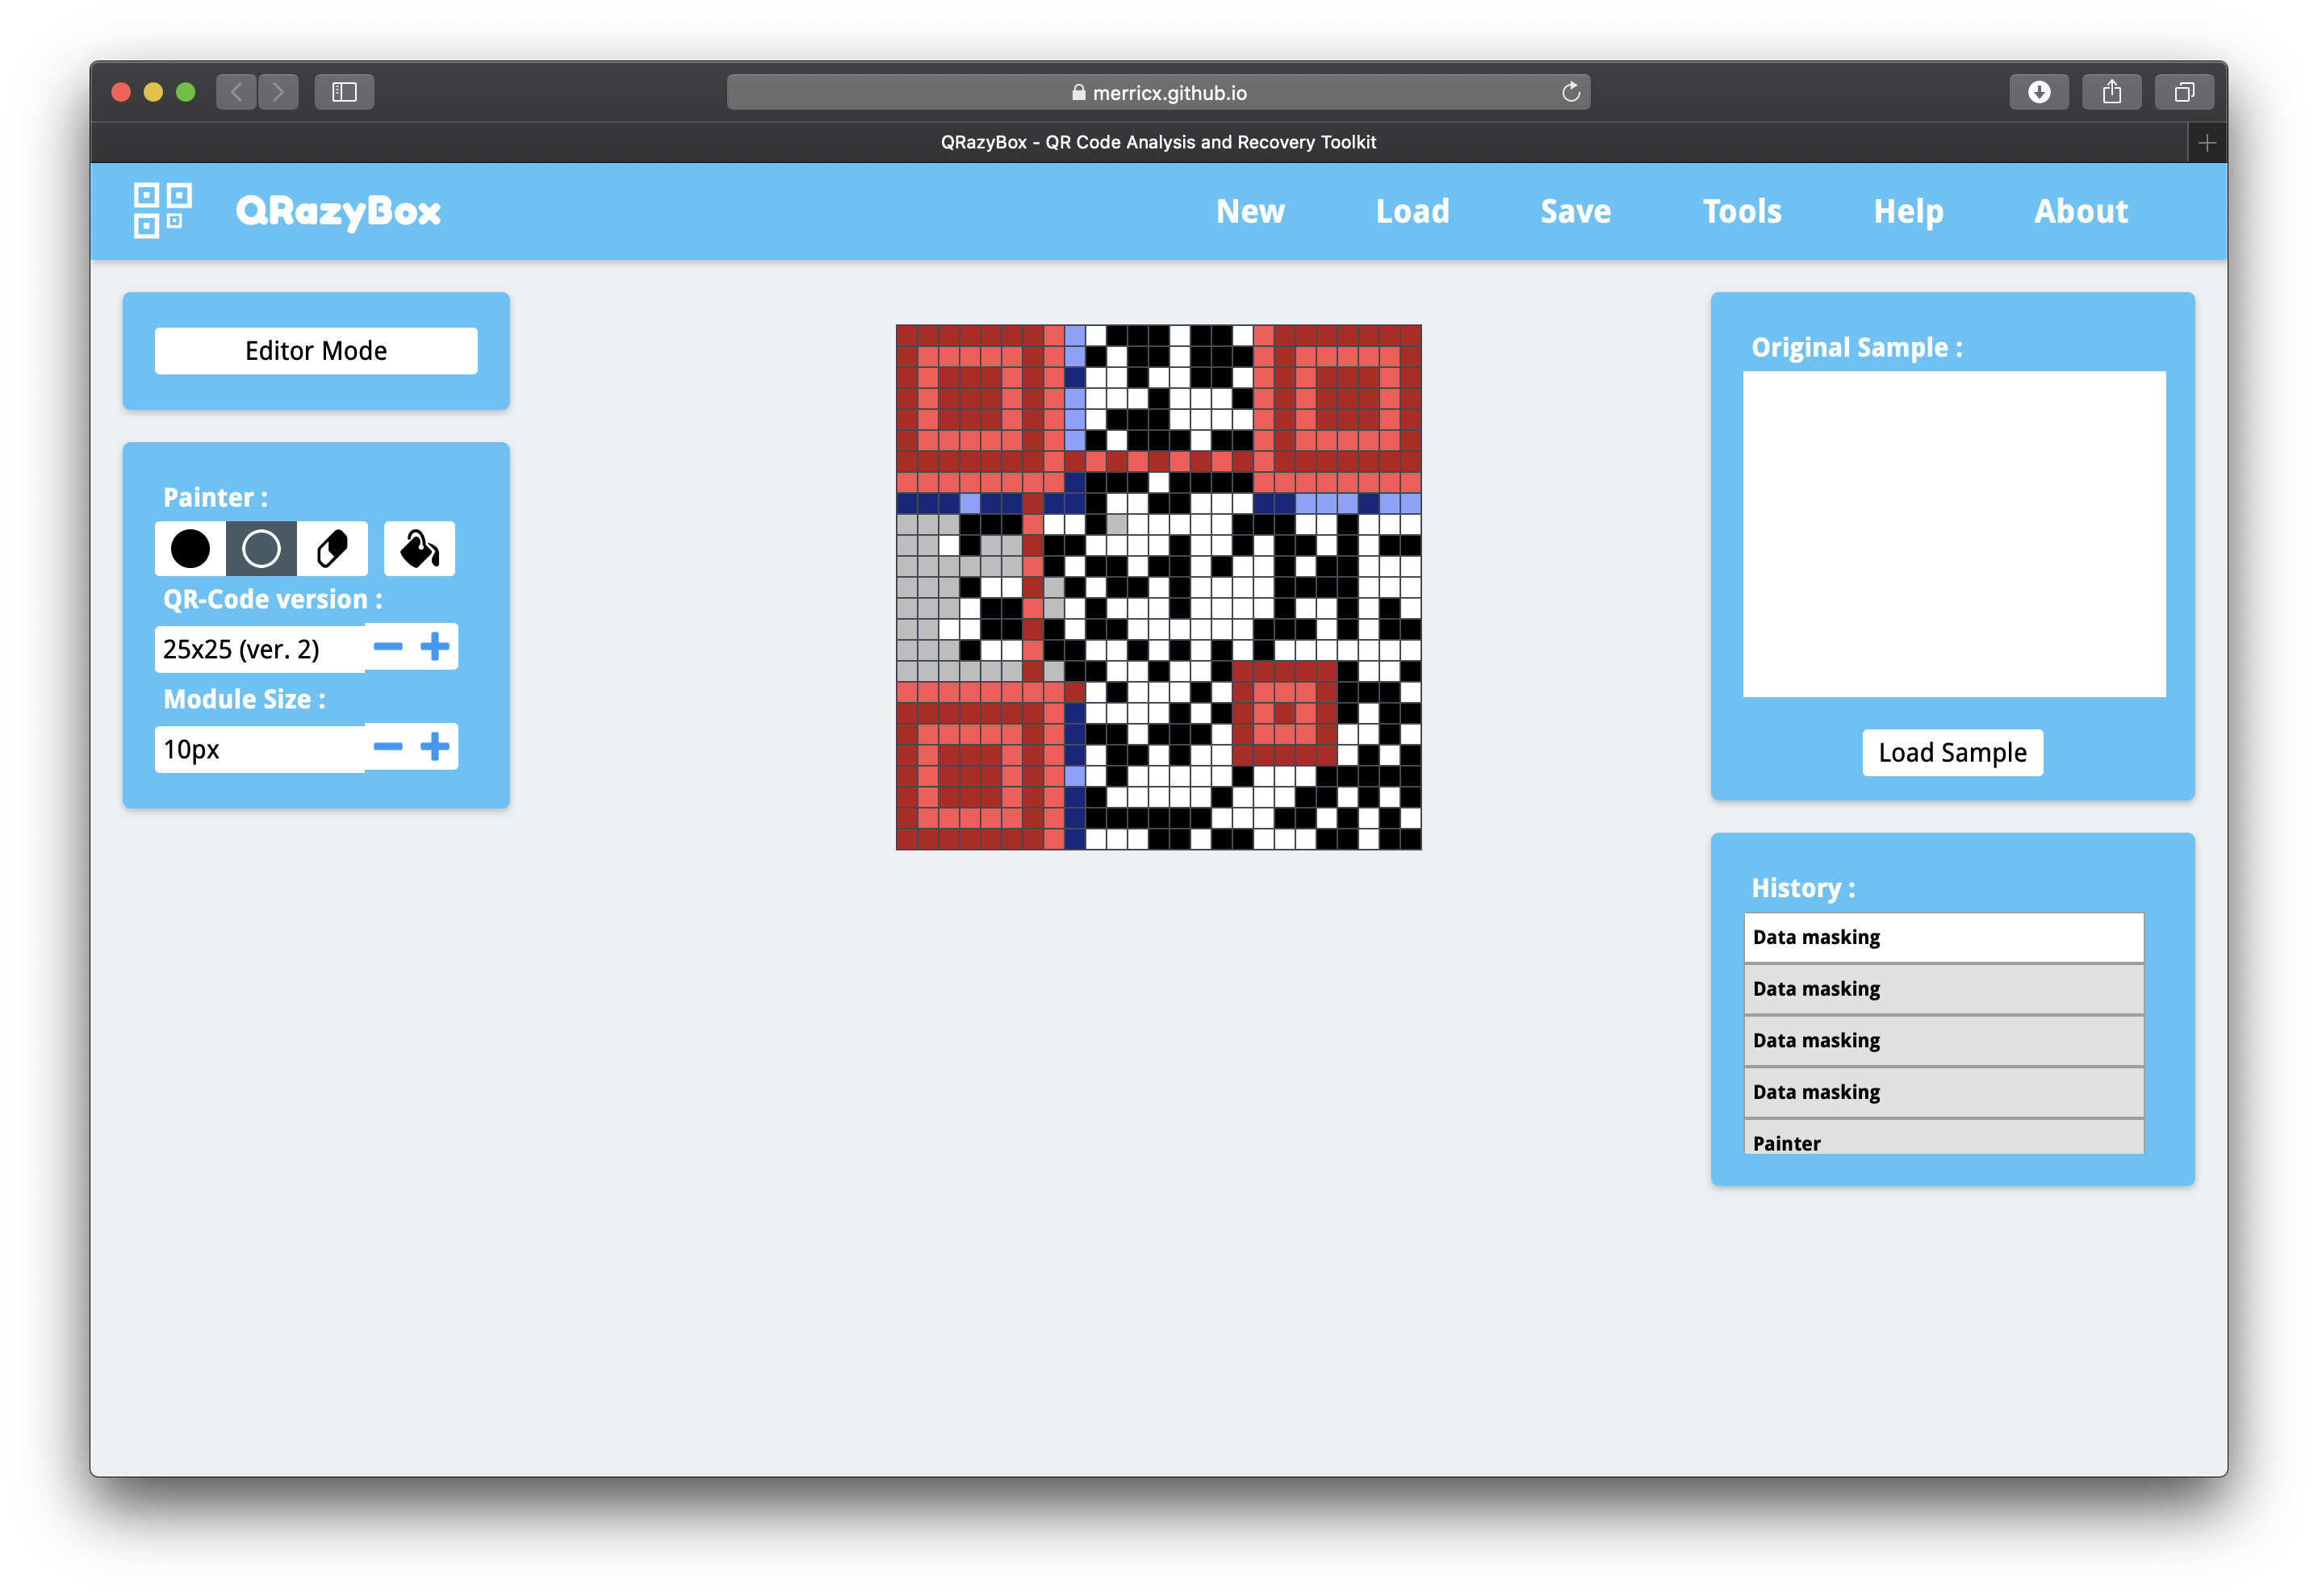 merricx.github.io
QRazyBox - QR Code Analysis and Recovery Toolkit
QRazyBox
New Load Save Tools Help About
Editor Mode
Painter :
QR-Code version :
25x25 (ver. 2)
Module Size :
10px
Original Sample :
Load Sample
History :
Data masking
Data masking
Data masking
Data masking
Painter